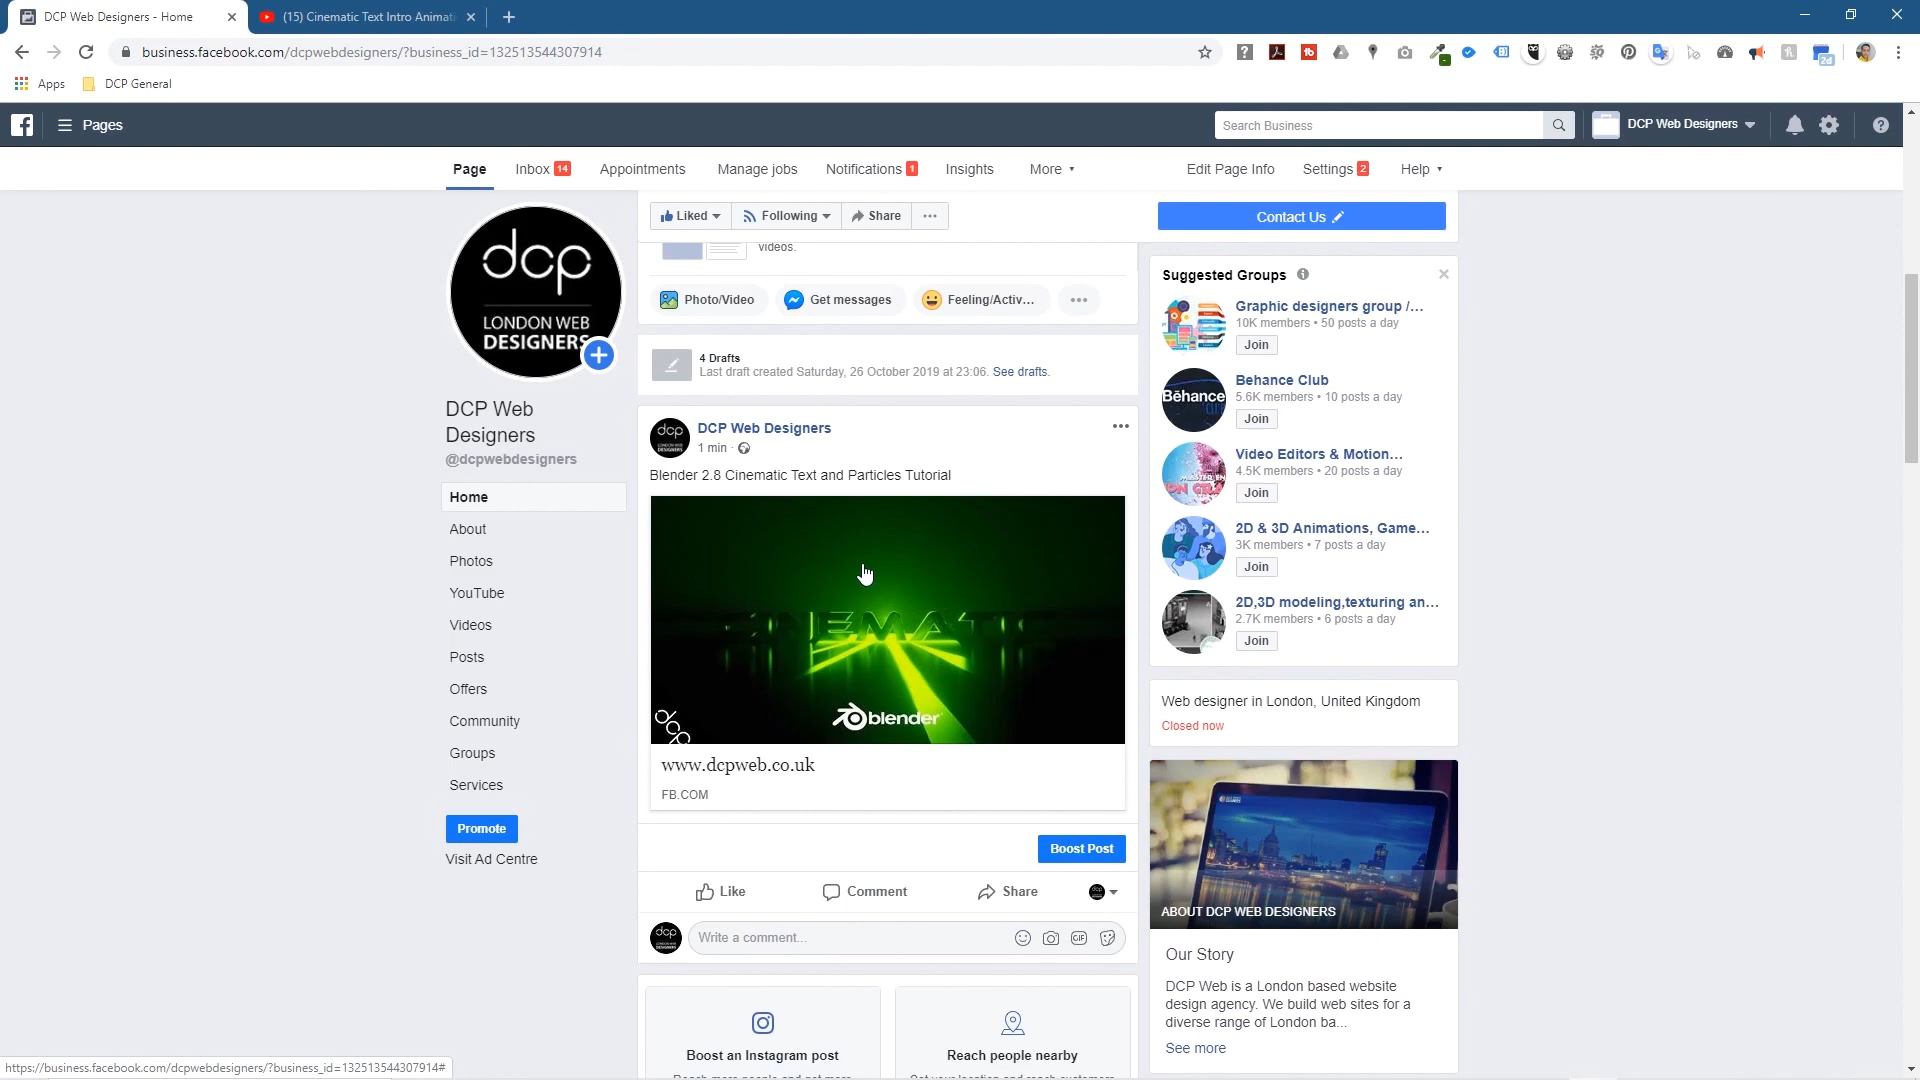 DCP Web Designers - Home
(15) Cinematic Text Intro Animati
business.facebook.com/dcpwebdesigners/?business_id=132513544307914
Apps
DCP General
Pages
Search Business
DCP Web Designers
Page
Inbox 14
Appointments
Manage jobs
Notifications 1
Insights
More
Edit Page Info
Settings 2
Help
dcp
LONDON WEB
DESIGNERS
DCP Web
Designers
@dcpwebdesigners
Home
About
Photos
YouTube
Videos
Posts
Offers
Community
Groups
Services
Promote
Visit Ad Centre
Liked
Following
Share
Contact Us
videos.
Photo/Video
Get messages
Feeling/Activ...
4 Drafts
Last draft created Saturday, 26 October 2019 at 23:06. See drafts.
DCP Web Designers
1 min
Blender 2.8 Cinematic Text and Particles Tutorial
NEMAT
dcp
blender
www.dcpweb.co.uk
FB.COM
Boost Post
Like
Comment
Share
Write a comment...
GIF
Boost an Instagram post
Reach people nearby
Suggested Groups
Graphic designers group /...
10K members • 50 posts a day
Join
Behance Club
5.6K members • 10 posts a day
Join
Video Editors & Motion...
4.5K members • 20 posts a day
Join
2D & 3D Animations, Game...
3K members • 7 posts a day
Join
2D,3D modeling,texturing an...
2.7K members • 6 posts a day
Join
Web designer in London, United Kingdom
Closed now
ABOUT DCP WEB DESIGNERS
Our Story
DCP Web is a London based website
design agency. We build web sites for a
diverse range of London ba...
See more
https://business.facebook.com/dcpwebdesigners/?business_id=132513544307914#